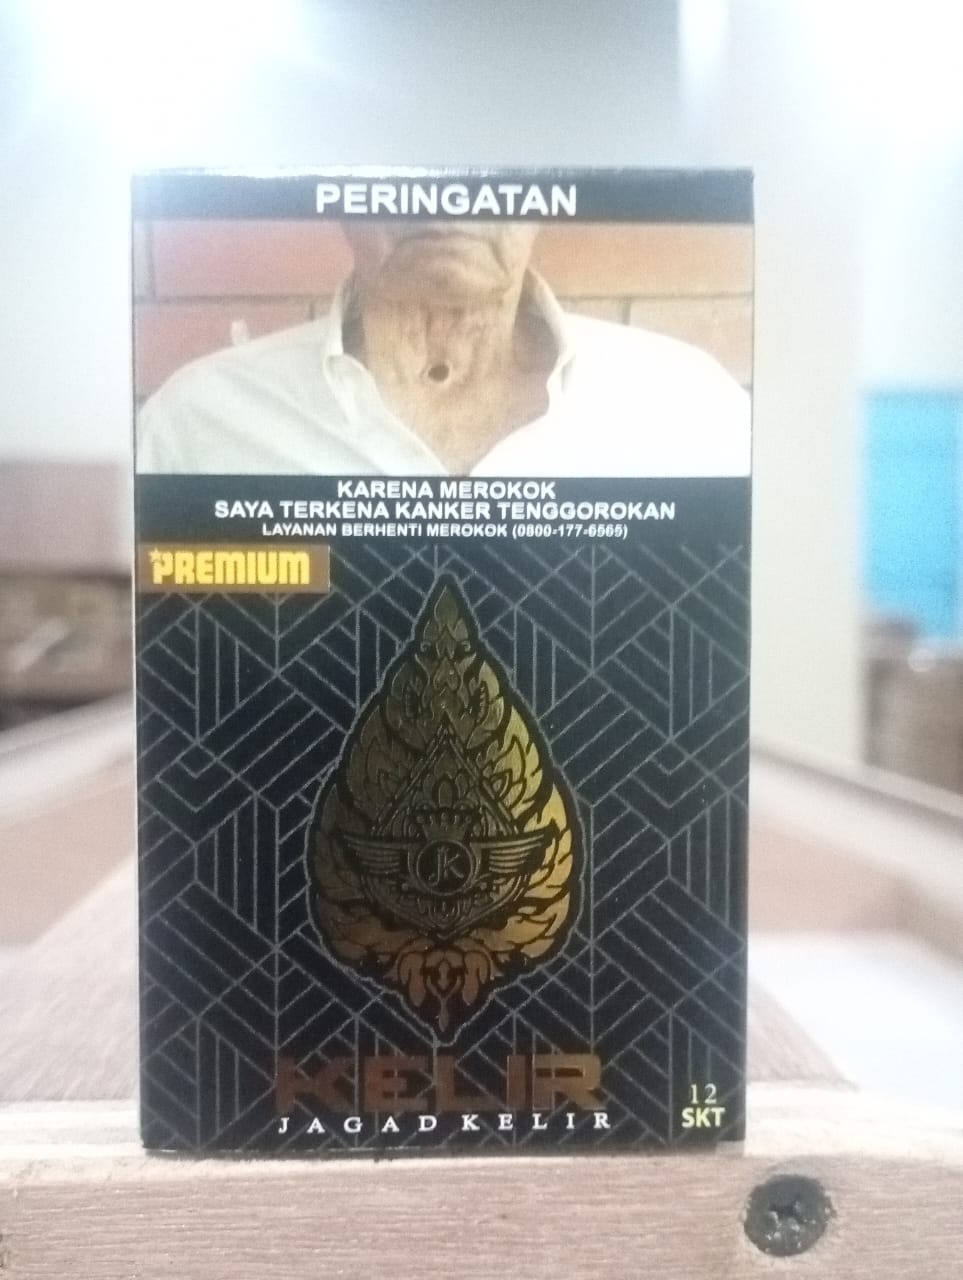 PERINGATAN
KARENA MEROKOK
SAYA TERKENA KANKER TENGGOROKAN
LAYANAN BERHENTI MEROKOK (0800-177-6565)
PREMIUM
JK
KELIR
JAGAD KELIR
12
SKT